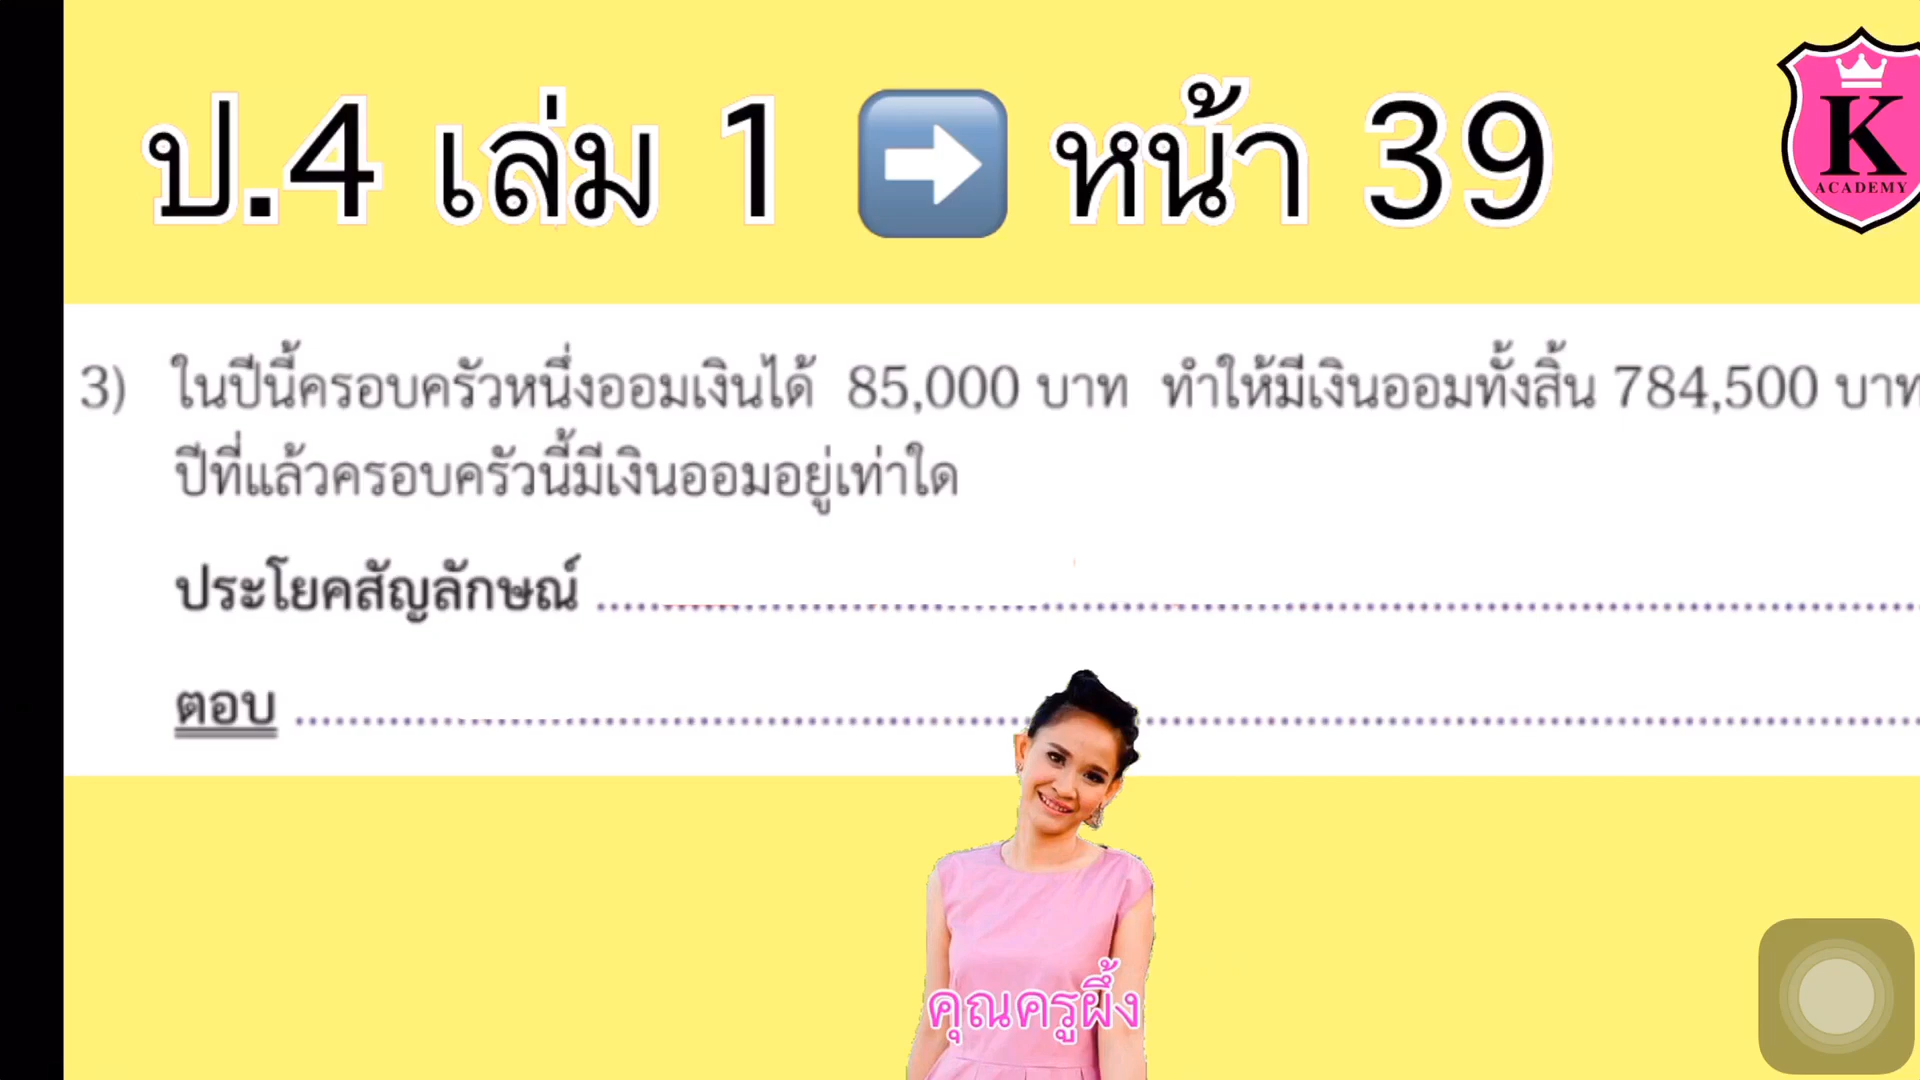 ป.4 เล่ม 1 ➡ หน้า 39
K
ACADEMY
3) ในปีนี้ครอบครัวหนึ่งออมเงินได้ 85,000 บาท ทำให้มีเงินออมทั้งสิ้น 784,500 บาท
ปีที่แล้วครอบครัวนี้มีเงินออมอยู่เท่าใด
ประโยคสัญลักษณ์ ........................................
ตอบ ........................................
คุณครูผึ้ง